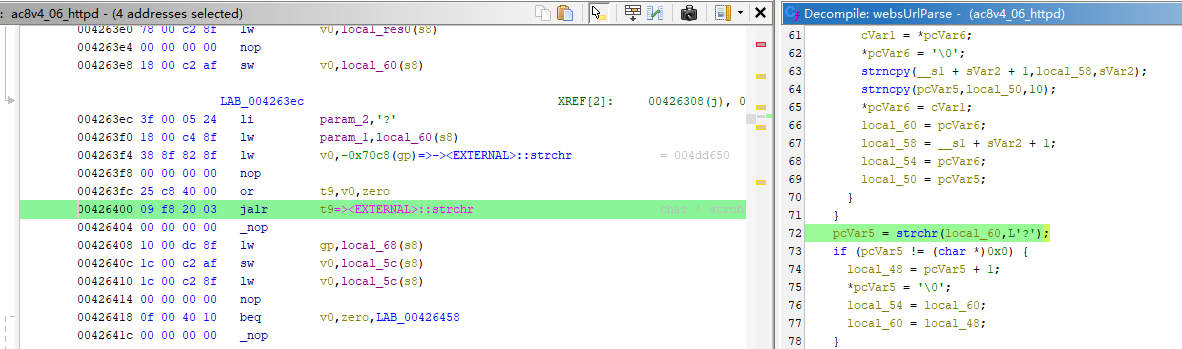 : ac8v4_06_httpd - (4 addresses selected)
004263e0 78 00 c2 8f lw v0,local_res0(s8)
004263e4 00 00 00 00 nop
004263e8 18 00 c2 af sw v0,local_60(s8)
LAB_004263ec XREF[2]: 00426308(j), 0
004263ec 3f 00 05 24 li param_2,'?'
004263f0 18 00 c4 8f lw param_1,local_60(s8)
004263f4 38 8f 82 8f lw v0,-0x70c8(gp)=>-><EXTERNAL>::strchr = 004dd650
004263f8 00 00 00 00 nop
004263fc 25 c8 40 00 or t9,v0,zero
00426400 09 f8 20 03 jalr t9=><EXTERNAL>::strchr char * strch
00426404 00 00 00 00 _nop
00426408 10 00 dc 8f lw gp,local_68(s8)
0042640c 1c 00 c2 af sw v0,local_5c(s8)
00426410 1c 00 c2 8f lw v0,local_5c(s8)
00426414 00 00 00 00 nop
00426418 0f 00 40 10 beq v0,zero,LAB_00426458
0042641c 00 00 00 00 _nop
Decompile: websUrlParse - (ac8v4_06_httpd)
61 cVar1 = *pcVar6;
62 *pcVar6 = '\0';
63 strncpy(__s1 + sVar2 + 1,local_58,sVar2);
64 strncpy(pcVar5,local_50,10);
65 *pcVar6 = cVar1;
66 local_60 = pcVar6;
67 local_58 = __s1 + sVar2 + 1;
68 local_54 = pcVar6;
69 local_50 = pcVar5;
70 }
71 }
72 pcVar5 = strchr(local_60,L'?');
73 if (pcVar5 != (char *)0x0) {
74 local_48 = pcVar5 + 1;
75 *pcVar5 = '\0';
76 local_54 = local_60;
77 local_60 = local_48;
78 }